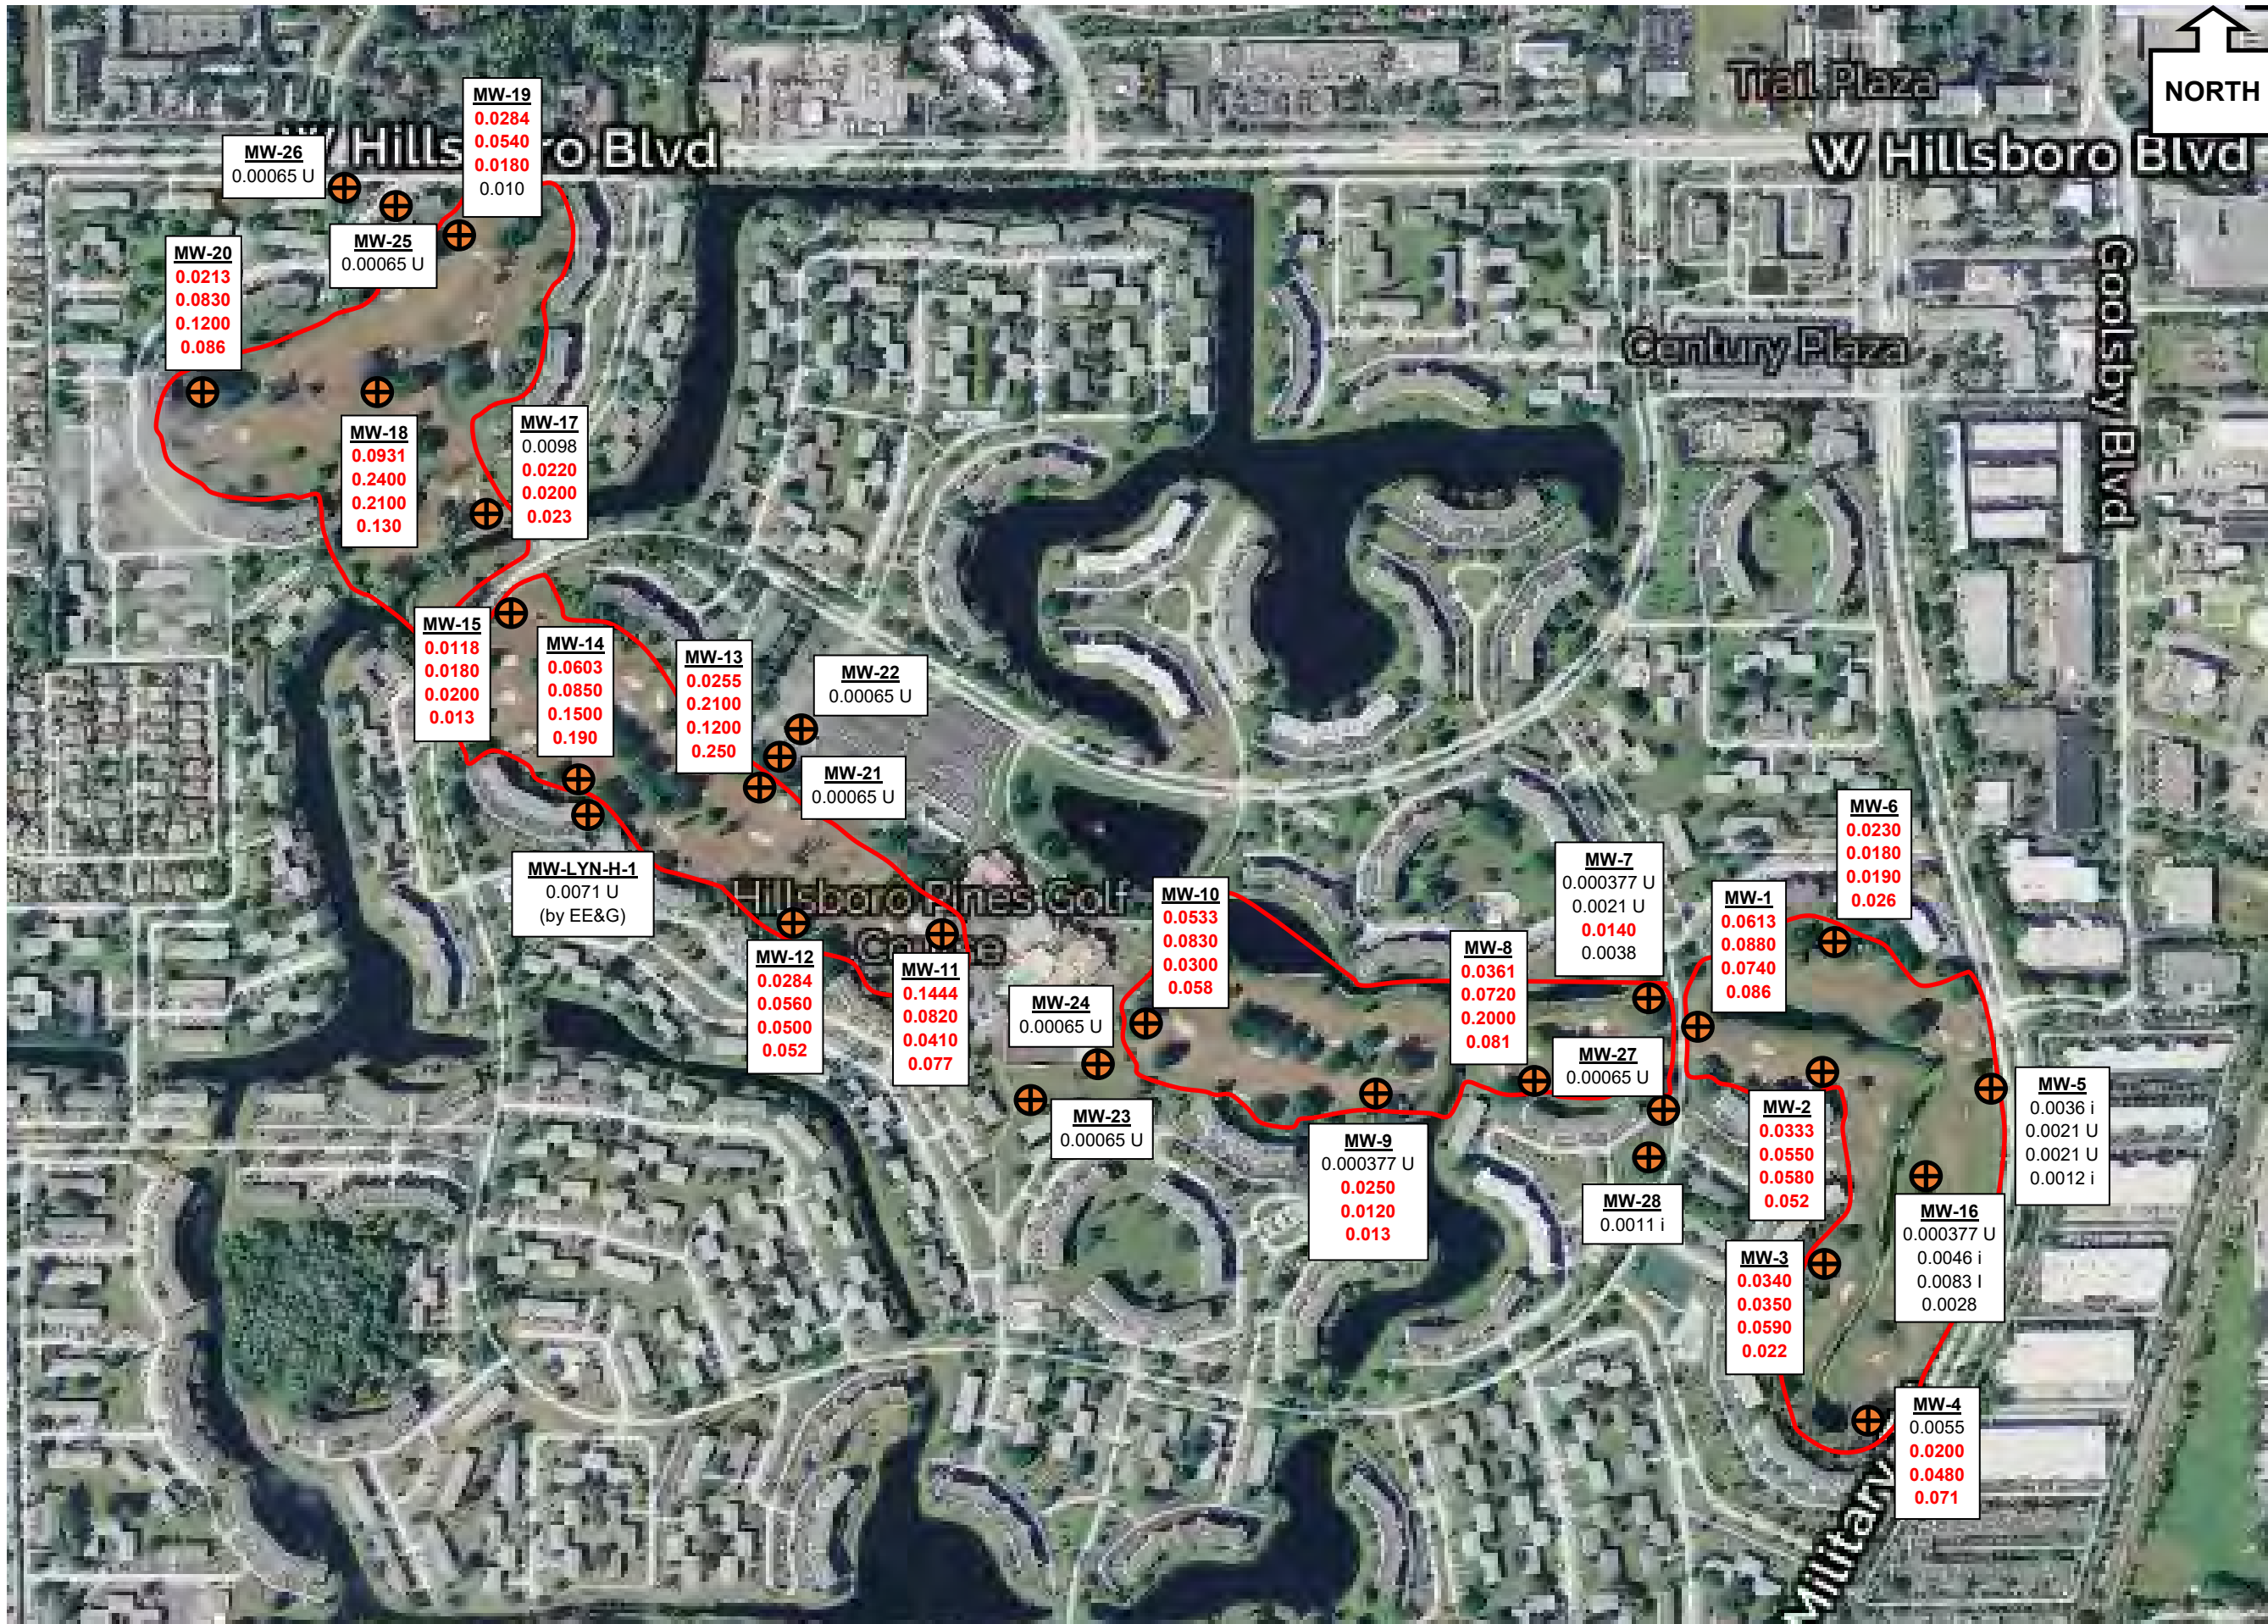 NORTH
Trail Plaza
W Hillsboro Blvd
MW-19
0.0284
0.0540
0.0180
0.010
MW-26
0.00065 U
MW-25
0.00065 U
MW-20
0.0213
0.0830
0.1200
0.086
Century Plaza
Goolsby Blvd
MW-18
0.0931
0.2400
0.2100
0.130
MW-17
0.0098
0.0220
0.0200
0.023
MW-15
0.0118
0.0180
0.0200
0.013
MW-14
0.0603
0.0850
0.1500
0.190
MW-13
0.0255
0.2100
0.1200
0.250
MW-22
0.00065 U
MW-21
0.00065 U
MW-LYN-H-1
0.0071 U
(by EE&G)
Hillsboro Pines Golf
MW-12
0.0284
0.0560
0.0500
0.052
MW-11
0.1444
0.0820
0.0410
0.077
MW-10
0.0533
0.0830
0.0300
0.058
MW-24
0.00065 U
MW-23
0.00065 U
MW-9
0.000377 U
0.0250
0.0120
0.013
MW-8
0.0361
0.0720
0.2000
0.081
MW-7
0.000377 U
0.0021 U
0.0140
0.0038
MW-27
0.00065 U
MW-28
0.0011 i
MW-1
0.0613
0.0880
0.0740
0.086
MW-6
0.0230
0.0180
0.0190
0.026
MW-2
0.0333
0.0550
0.0580
0.052
MW-5
0.0036 i
0.0021 U
0.0021 U
0.0012 i
MW-16
0.000377 U
0.0046 i
0.0083 I
0.0028
MW-3
0.0340
0.0350
0.0590
0.022
MW-4
0.0055
0.0200
0.0480
0.071
Military